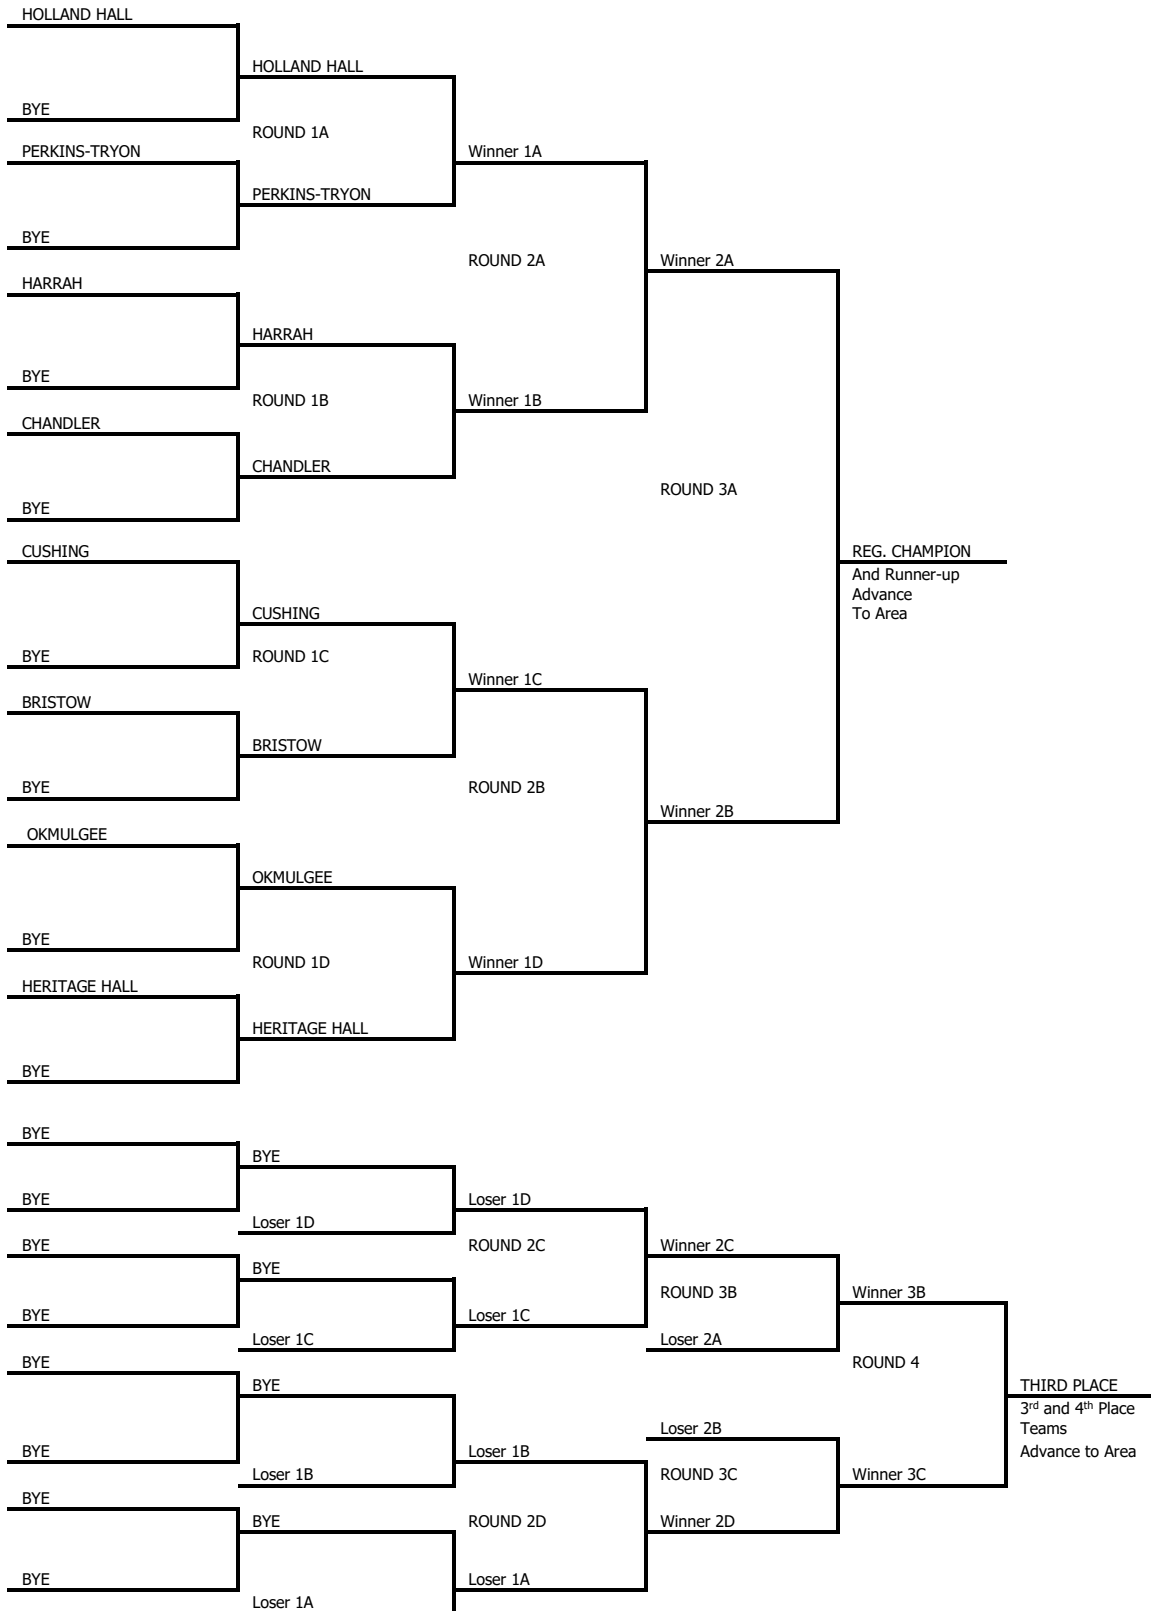 HOLLAND HALL
HOLLAND HALL
BYE
ROUND 1A
PERKINS-TRYON
Winner 1A
PERKINS-TRYON
BYE
ROUND 2A
Winner 2A
HARRAH
HARRAH
BYE
ROUND 1B
Winner 1B
CHANDLER
CHANDLER
ROUND 3A
BYE
CUSHING
REG. CHAMPION
And Runner-up
Advance
To Area
CUSHING
BYE
ROUND 1C
Winner 1C
BRISTOW
BRISTOW
BYE
ROUND 2B
Winner 2B
OKMULGEE
OKMULGEE
BYE
ROUND 1D
Winner 1D
HERITAGE HALL
HERITAGE HALL
BYE
BYE
BYE
BYE
Loser 1D
Loser 1D
BYE
ROUND 2C
Winner 2C
BYE
ROUND 3B
Winner 3B
BYE
Loser 1C
Loser 1C
Loser 2A
BYE
ROUND 4
BYE
THIRD PLACE
3rd and 4th Place
Teams
Advance to Area
Loser 2B
BYE
Loser 1B
Loser 1B
ROUND 3C
Winner 3C
BYE
BYE
ROUND 2D
Winner 2D
BYE
Loser 1A
Loser 1A